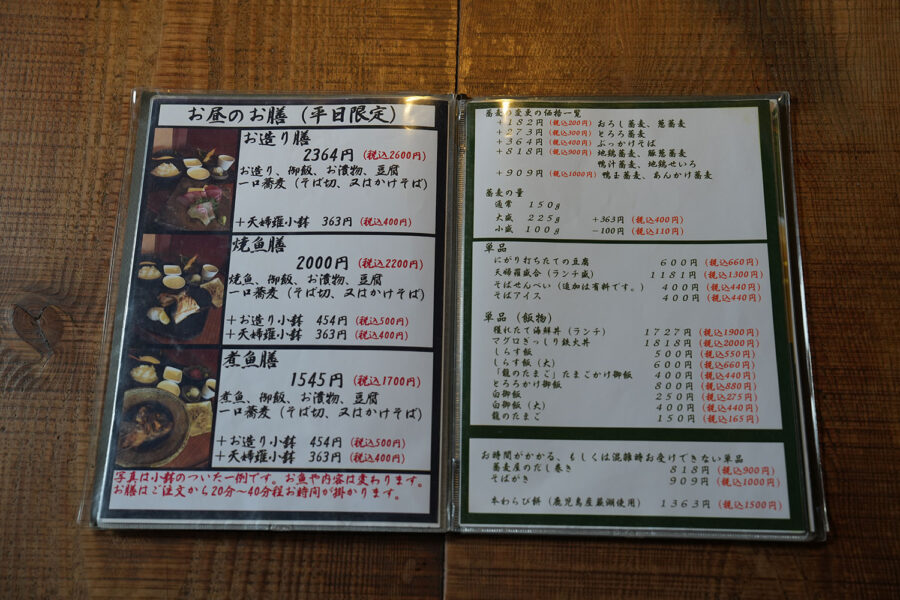 お昼のお膳（平日限定）
お造り膳
2364円（税込2600円）
お造り、御飯、お漬物、豆腐
一口蕎麦（そば切、又はかけそば）
＋天婦羅小鉢 363円（税込400円）
焼魚膳
2000円（税込2200円）
焼魚、御飯、お漬物、豆腐
一口蕎麦（そば切、又はかけそば）
＋お造り小鉢 454円（税込500円）
＋天婦羅小鉢 363円（税込400円）
煮魚膳
1545円（税込1700円）
煮魚、御飯、お漬物、豆腐
一口蕎麦（そば切、又はかけそば）
＋お造り小鉢 454円（税込500円）
＋天婦羅小鉢 363円（税込400円）
写真は小鉢のついた一例です。お魚や内容は変わります。
お膳はご注文から20分～40分程お時間が掛かります。
蕎麦の変更の価格一覧
＋182円（税込200円）おろし蕎麦、葱蕎麦
＋273円（税込300円）とろろ蕎麦
＋364円（税込400円）ぶっかけそば
＋818円（税込900円）地鶏蕎麦、豚葱蕎麦
鴨汁蕎麦、地鶏せいろ
＋909円（税込1000円）鴨玉蕎麦、あんかけ蕎麦
蕎麦の量
通常 150g
大盛 225g ＋363円（税込400円）
小盛 100g －100円（税込110円）
単品
にがり打ちたての豆腐 600円（税込660円）
天婦羅盛合（ランチ盛） 1181円（税込1300円）
そばせんべい（追加は有料です。） 400円（税込440円）
そばアイス 400円（税込440円）
単品（飯物）
穫れたて海鮮丼（ランチ） 1727円（税込1900円）
マグロぎっしり鉄火丼 1818円（税込2000円）
しらす飯 500円（税込550円）
しらす飯（大） 600円（税込660円）
「龍のたまご」たまごかけ御飯 400円（税込440円）
とろろかけ御飯 800円（税込880円）
白御飯 250円（税込275円）
白御飯（大） 400円（税込440円）
龍のたまご 150円（税込165円）
お時間がかかる、もしくは混雑時お受けできない単品
蕎麦屋のだし巻き 818円（税込900円）
そばがき 909円（税込1000円）
本わらび餅（鹿児島産蕨湖使用） 1363円（税込1500円）